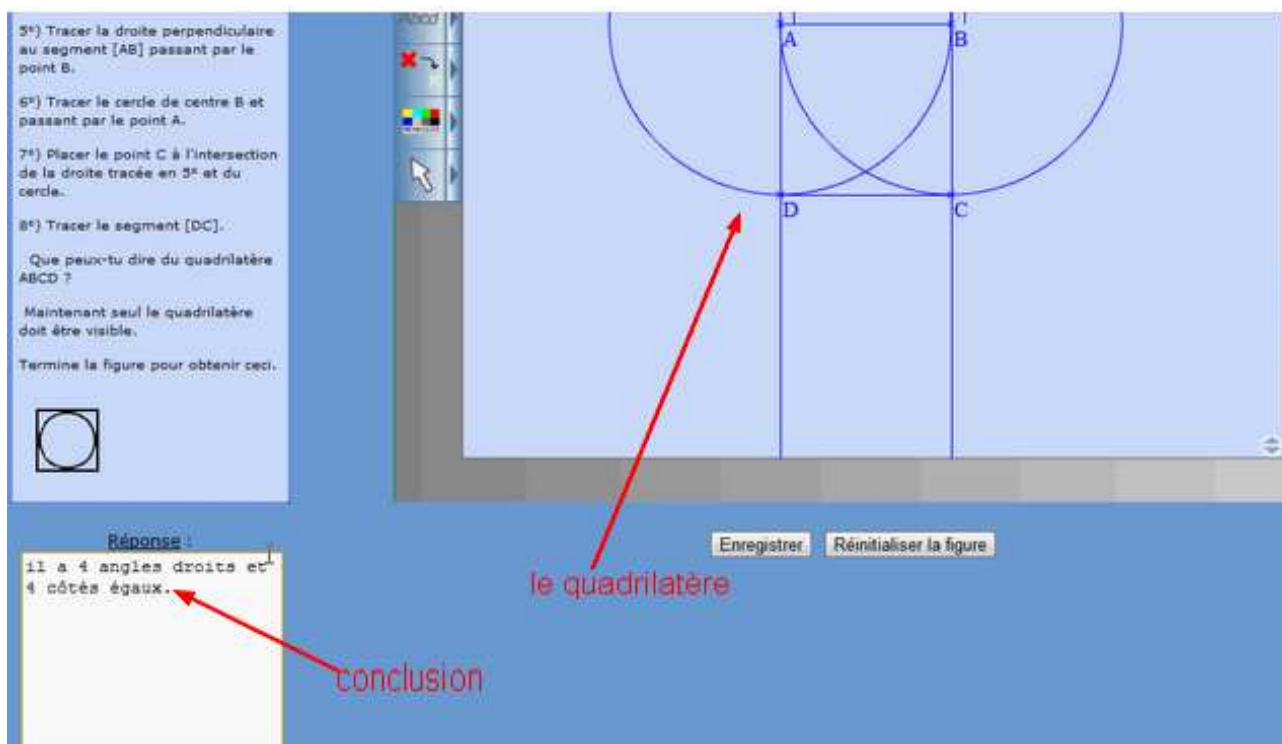 5°) Tracer la droite perpendiculaire
au segment [AB] passant par le
point B.
6°) Tracer le cercle de centre B et
passant par le point A.
7°) Placer le point C à l'intersection
de la droite tracée en 5° et du
cercle.
8°) Tracer le segment [DC].
Que peux-tu dire du quadrilatère
ABCD ?
Maintenant seul le quadrilatère
doit être visible.
Termine la figure pour obtenir ceci.
Abcd
A
B
D
C
Réponse :
il a 4 angles droits et
4 côtés égaux.
Enregistrer
Réinitialiser la figure
le quadrilatère
conclusion